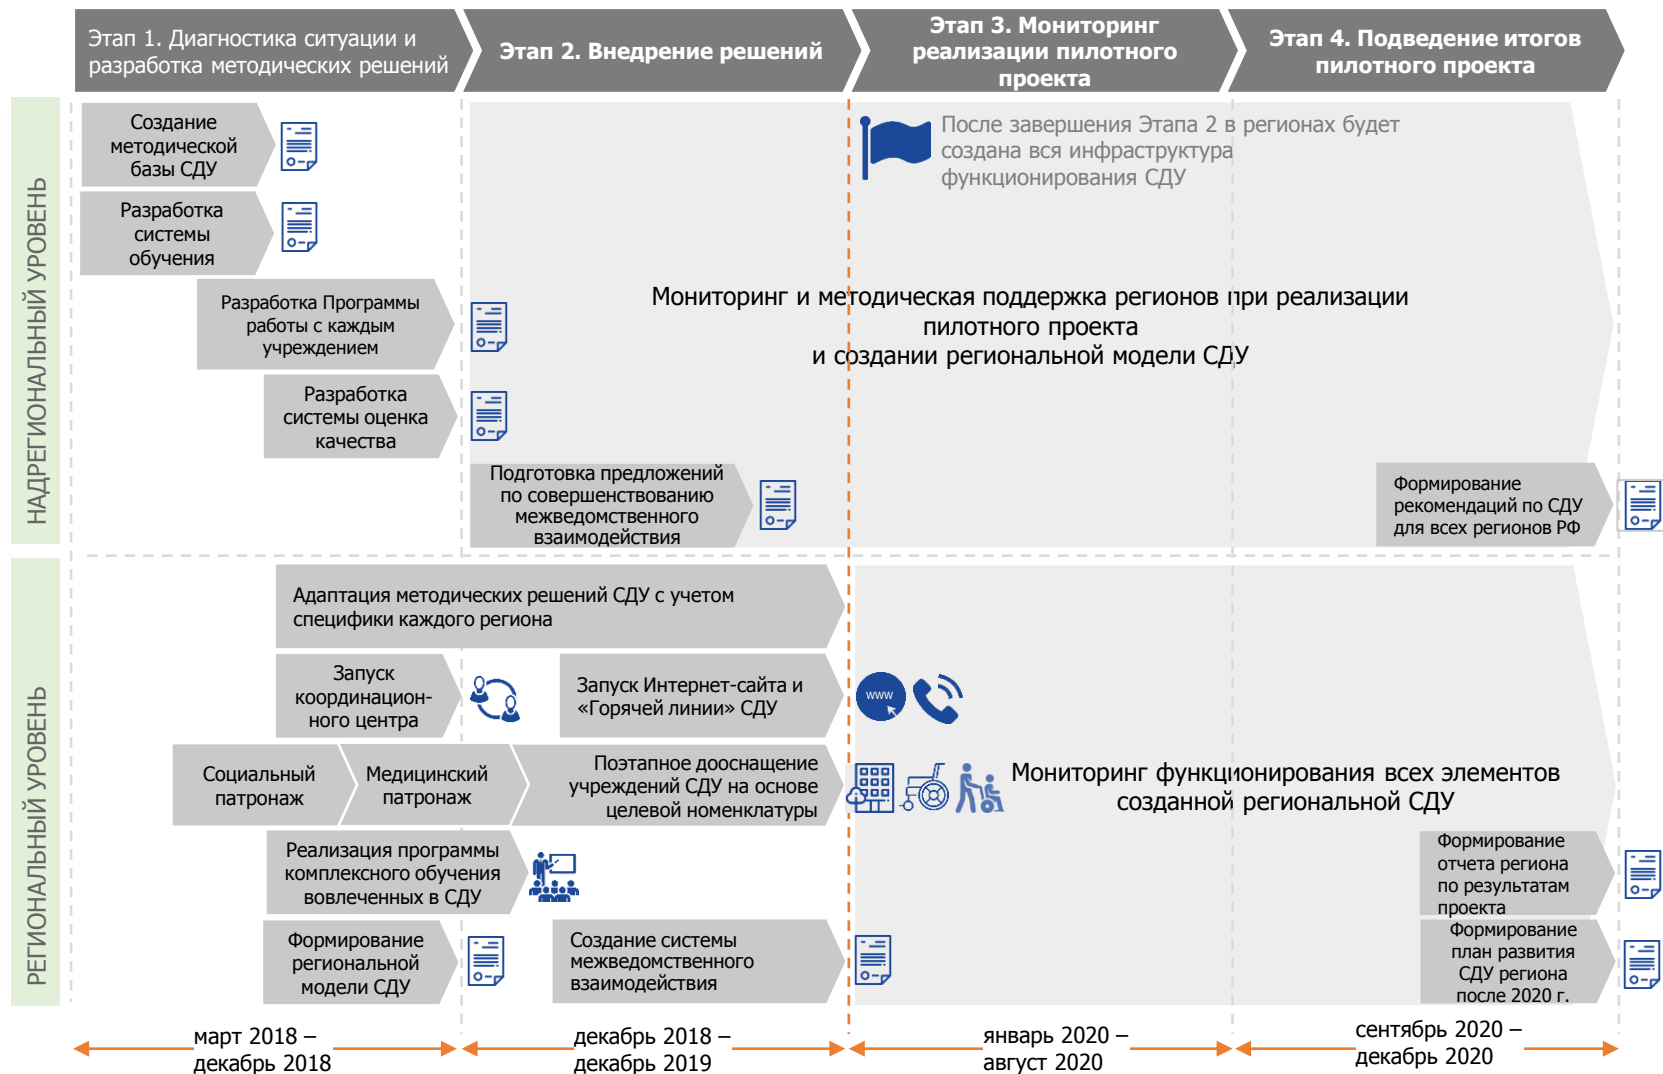 Этап 1. Диагностика ситуации и
разработка методических решений
Этап 2. Внедрение решений
Этап 3. Мониторинг
реализации пилотного
проекта
Этап 4. Подведение итогов
пилотного проекта
НАДРЕГИОНАЛЬНЫЙ УРОВЕНЬ
Создание
методической
базы СДУ
После завершения Этапа 2 в регионах будет
создана вся инфраструктура
функционирования СДУ
Разработка
системы
обучения
Разработка Программы
работы с каждым
учреждением
Мониторинг и методическая поддержка регионов при реализации
пилотного проекта
и создании региональной модели СДУ
Разработка
системы оценка
качества
Подготовка предложений
по совершенствованию
межведомственного
взаимодействия
Формирование
рекомендаций по СДУ
для всех регионов РФ
РЕГИОНАЛЬНЫЙ УРОВЕНЬ
Адаптация методических решений СДУ с учетом
специфики каждого региона
Запуск
координацион-
ного центра
Запуск Интернет-сайта и
«Горячей линии» СДУ
www
Социальный
патронаж
Медицинский
патронаж
Поэтапное дооснащение
учреждений СДУ на основе
целевой номенклатуры
Мониторинг функционирования всех элементов
созданной региональной СДУ
Реализация программы
комплексного обучения
вовлеченных в СДУ
Формирование
отчета региона
по результатам
проекта
Формирование
региональной
модели СДУ
Создание системы
межведомственного
взаимодействия
Формирование
план развития
СДУ региона
после 2020 г.
март 2018 –
декабрь 2018
декабрь 2018 –
декабрь 2019
январь 2020 –
август 2020
сентябрь 2020 –
декабрь 2020